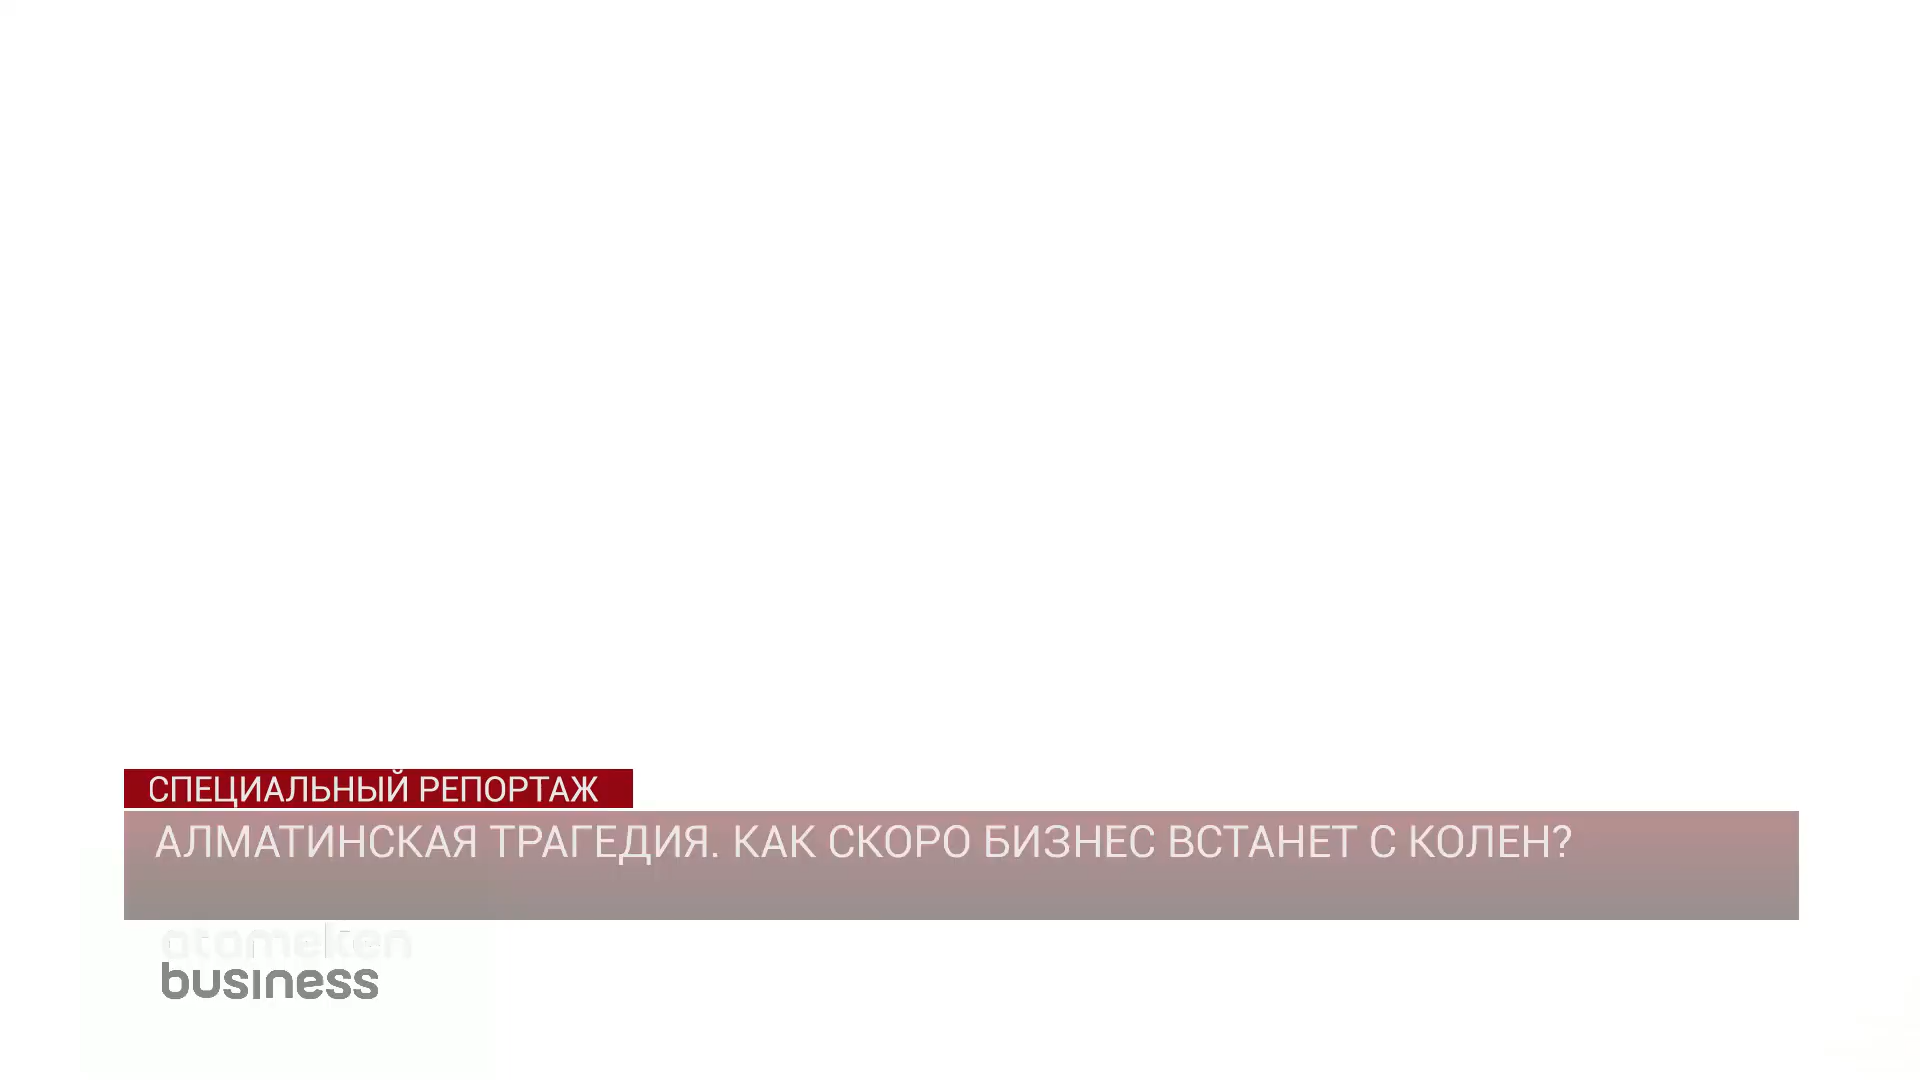 СПЕЦИАЛЬНЫЙ РЕПОРТАЖ
АЛМАТИНСКАЯ ТРАГЕДИЯ. КАК СКОРО БИЗНЕС ВСТАНЕТ С КОЛЕН?
atameken
business